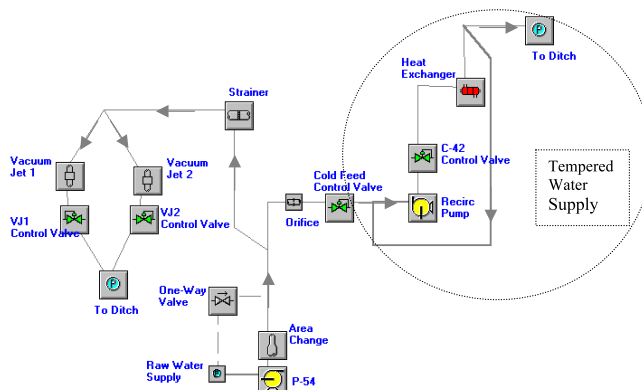 To Ditch
Heat
Exchanger
Strainer
C-42
Control Valve
Tempered
Water
Supply
Vacuum
Jet 1
Vacuum
Jet 2
Cold Feed
Control Valve
Orifice
Recirc
Pump
VJ1
Control Valve
VJ2
Control Valve
To Ditch
One-Way
Valve
Area
Change
Raw Water
Supply
P-54
P
P
P